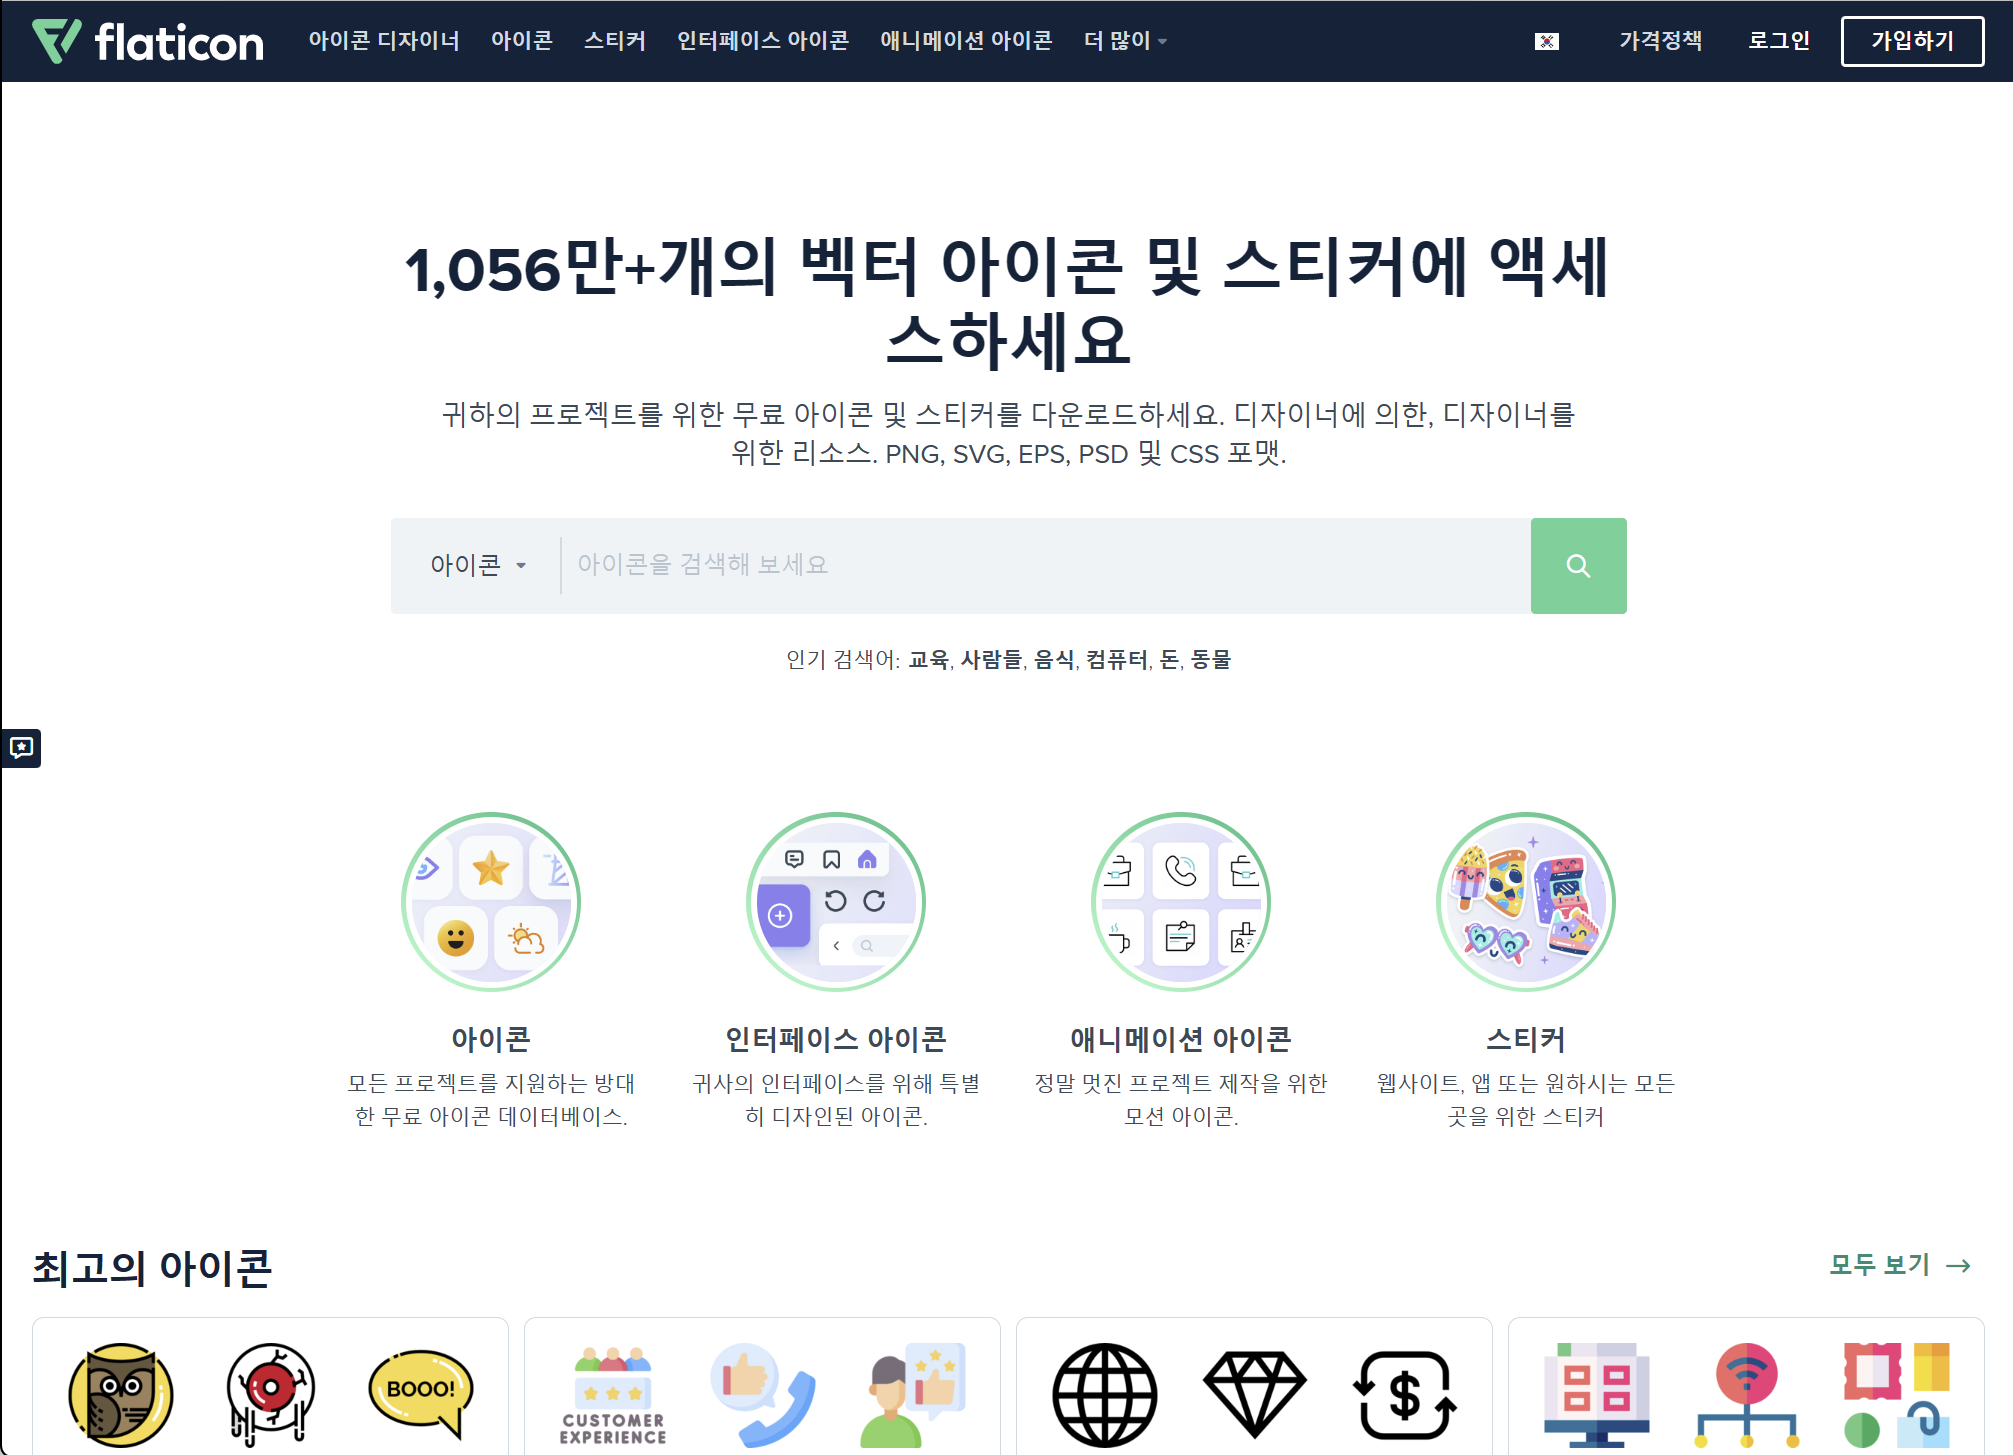 flaticon 아이콘 디자이너 아이콘 스티커 인터페이스 아이콘 애니메이션 아이콘 더 많이 가격정책 로그인 가입하기
1,056만+개의 벡터 아이콘 및 스티커에 액세
스하세요
귀하의 프로젝트를 위한 무료 아이콘 및 스티커를 다운로드하세요. 디자이너에 의한, 디자이너를
위한 리소스. PNG, SVG, EPS, PSD 및 CSS 포맷.
아이콘 아이콘을 검색해 보세요
인기 검색어: 교육, 사람들, 음식, 컴퓨터, 돈, 동물
아이콘
모든 프로젝트를 지원하는 방대
한 무료 아이콘 데이터베이스.
인터페이스 아이콘
귀사의 인터페이스를 위해 특별
히 디자인된 아이콘.
애니메이션 아이콘
정말 멋진 프로젝트 제작을 위한
모션 아이콘.
스티커
웹사이트, 앱 또는 원하시는 모든
곳을 위한 스티커
최고의 아이콘
모두 보기 →
BOOO!
CUSTOMER
EXPERIENCE